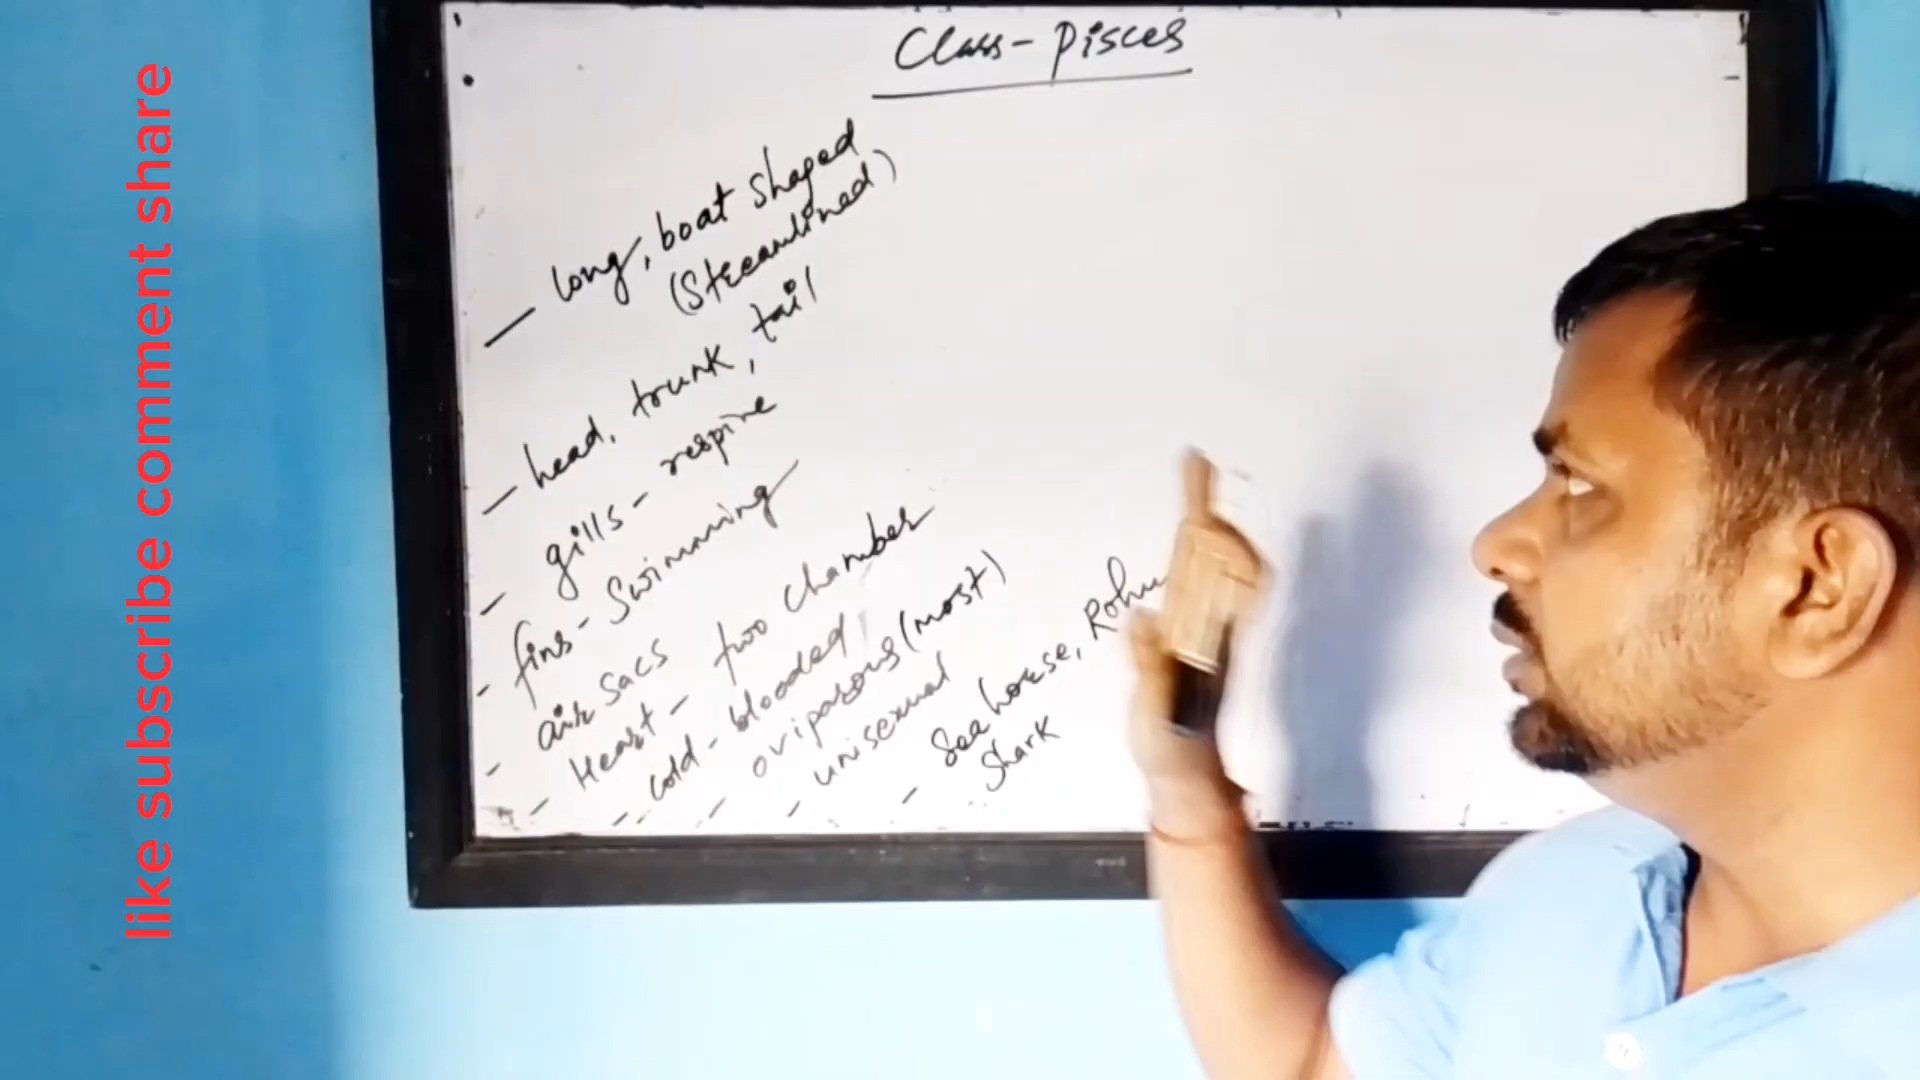 like subscribe comment share
Class - Pisces
- long, boat shaped
(Streamlined)
- head, trunk, tail
- gills - respire
- fins - Swimming
- air sacs
- Heart - two chamber
- cold - blooded
- oviparous (most)
- unisexual
- Sea horse, Rohu
Shark